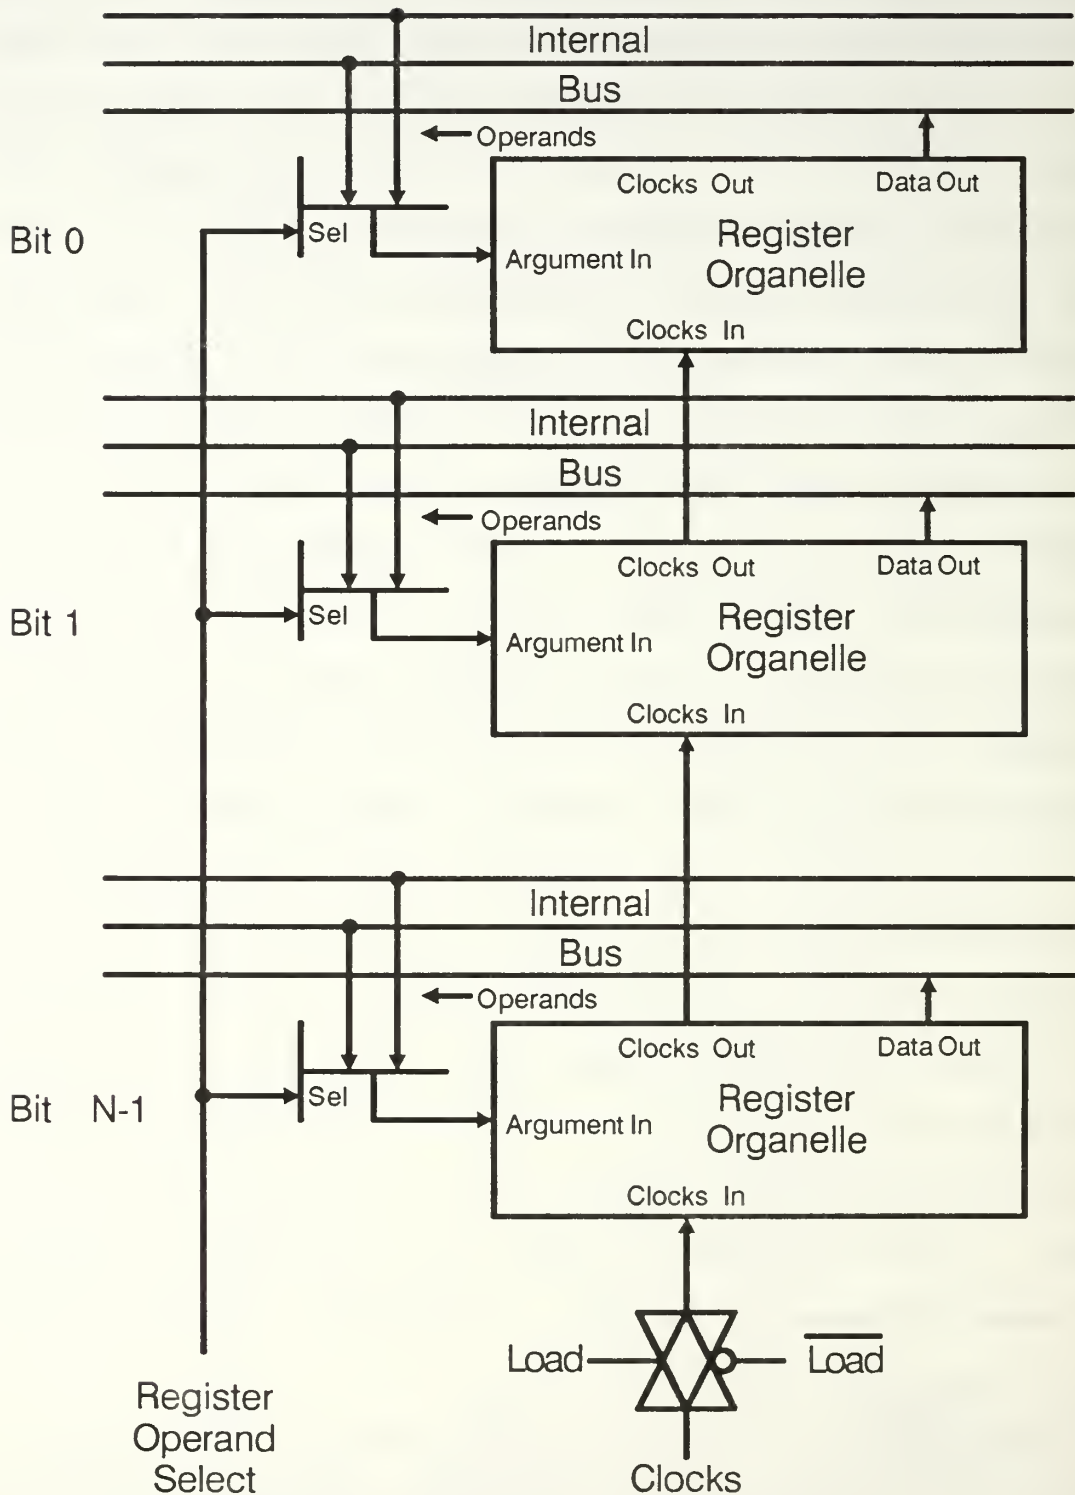 Internal
Bus
Operands
Clocks Out Data Out
Bit 0
Sel
Register
Argument In
Organelle
Clocks In
Internal
Bus
Operands
Clocks Out Data Out
Bit 1
Sel
Register
Argument In
Organelle
Clocks In
Internal
Bus
Operands
Clocks Out Data Out
Bit N-1
Sel
Register
Argument In
Organelle
Clocks In
Load
Load
Register
Operand
Select
Clocks